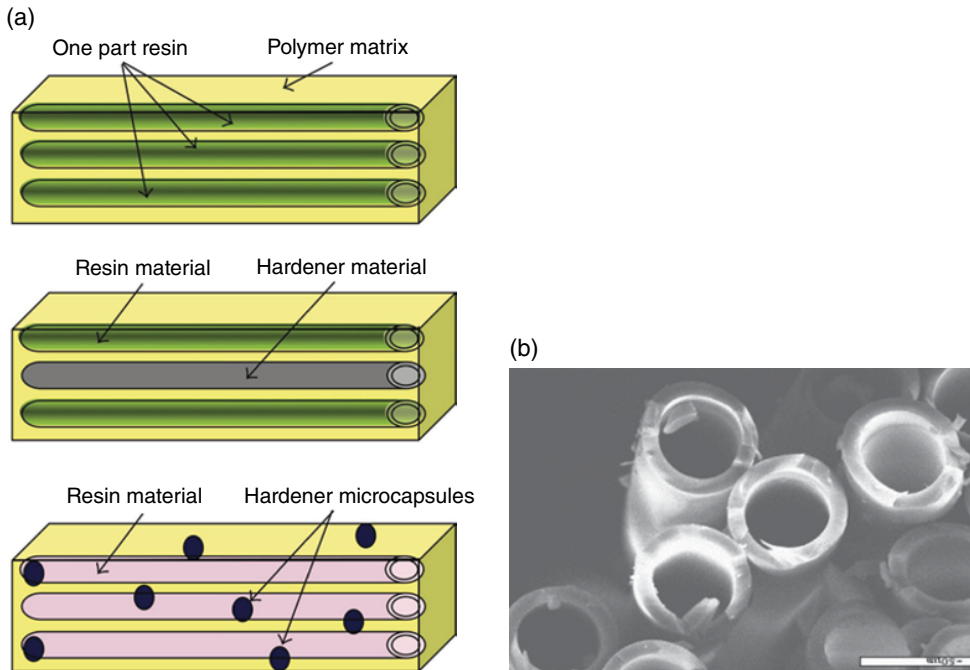 (a)
One part resin
Polymer matrix
Resin material
Hardener material
Resin material
Hardener microcapsules
(b)